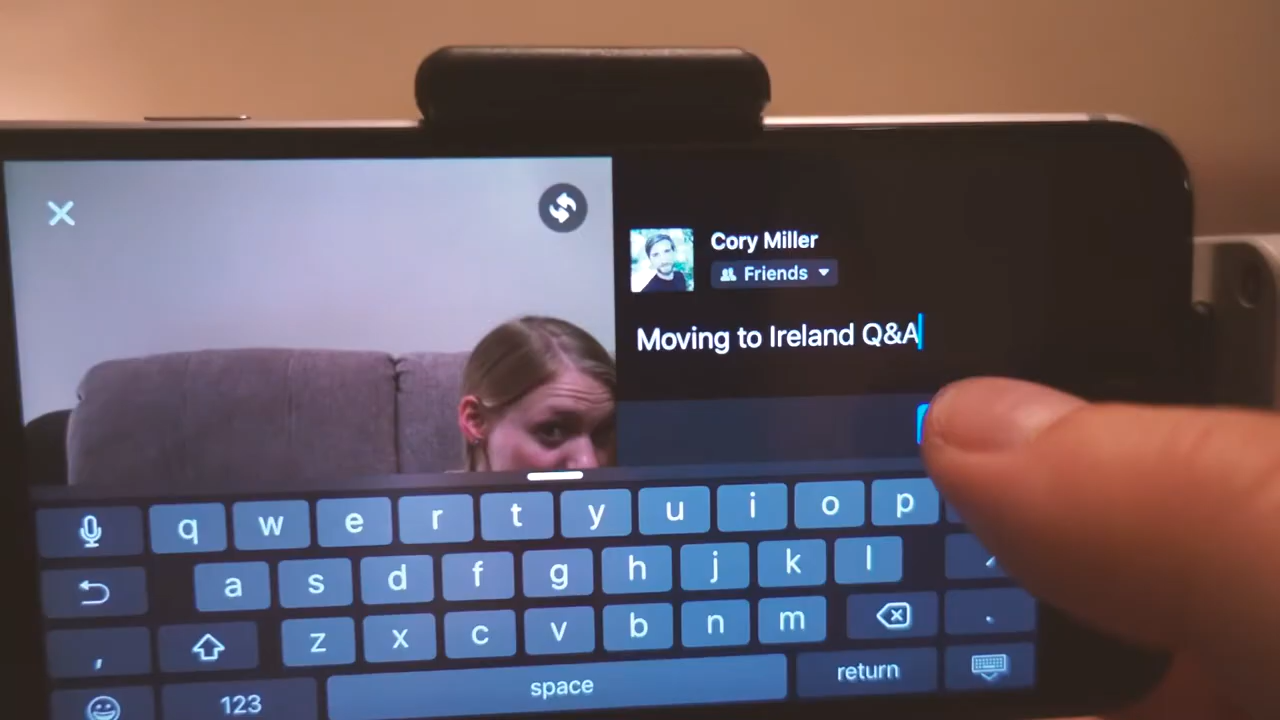 Cory Miller
Friends
Moving to Ireland Q&A
q w e r t y u i o p
a s d f g h j k l
, z x c v b n m .
123 space return